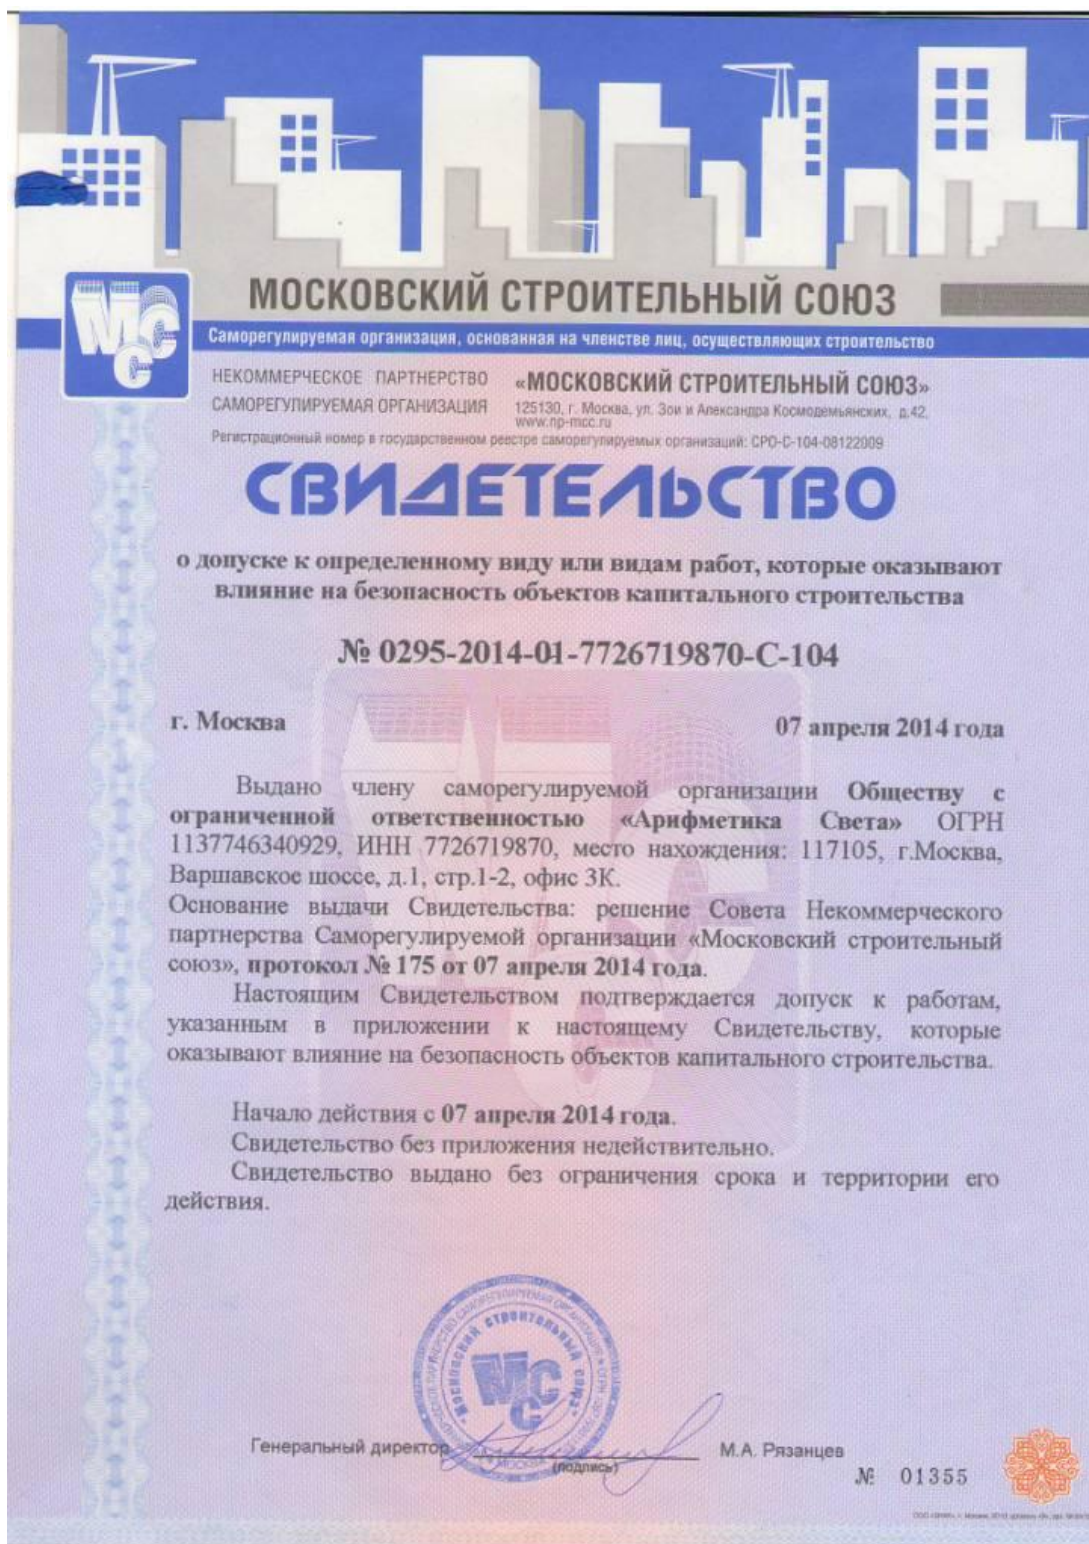 МОСКОВСКИЙ СТРОИТЕЛЬНЫЙ СОЮЗ
МССС
Саморегулируемая организация, основанная на членстве лиц, осуществляющих строительство
НЕКОММЕРЧЕСКОЕ ПАРТНЕРСТВО «МОСКОВСКИЙ СТРОИТЕЛЬНЫЙ СОЮЗ»
САМОРЕГУЛИРУЕМАЯ ОРГАНИЗАЦИЯ 125130, г. Москва, ул. Зои и Александра Космодемьянских, д.42,
www.np-mcc.ru
Регистрационный номер в государственном реестре саморегулируемых организаций: СРО-С-104-08122009
СВИДЕТЕЛЬСТВО
о допуске к определенному виду или видам работ, которые оказывают
влияние на безопасность объектов капитального строительства
№ 0295-2014-01-7726719870-С-104
г. Москва 07 апреля 2014 года
Выдано члену саморегулируемой организации Обществу с
ограниченной ответственностью «Арифметика Света» ОГРН
1137746340929, ИНН 7726719870, место нахождения: 117105, г.Москва,
Варшавское шоссе, д.1, стр.1-2, офис 3К.
Основание выдачи Свидетельства: решение Совета Некоммерческого
партнерства Саморегулируемой организации «Московский строительный
союз», протокол № 175 от 07 апреля 2014 года.
Настоящим Свидетельством подтверждается допуск к работам,
указанным в приложении к настоящему Свидетельству, которые
оказывают влияние на безопасность объектов капитального строительства.
Начало действия с 07 апреля 2014 года.
Свидетельство без приложения недействительно.
Свидетельство выдано без ограничения срока и территории его
действия.
"Московский строительный союз"
МСС
Генеральный директор М.А. Рязанцев
(подпись)
№ 01355